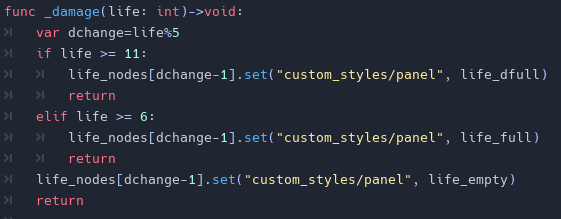 func _damage(life: int)->void:
var dchange=life%5
if life >= 11:
life_nodes[dchange-1].set("custom_styles/panel", life_dfull)
return
elif life >= 6:
life_nodes[dchange-1].set("custom_styles/panel", life_full)
return
life_nodes[dchange-1].set("custom_styles/panel", life_empty)
return